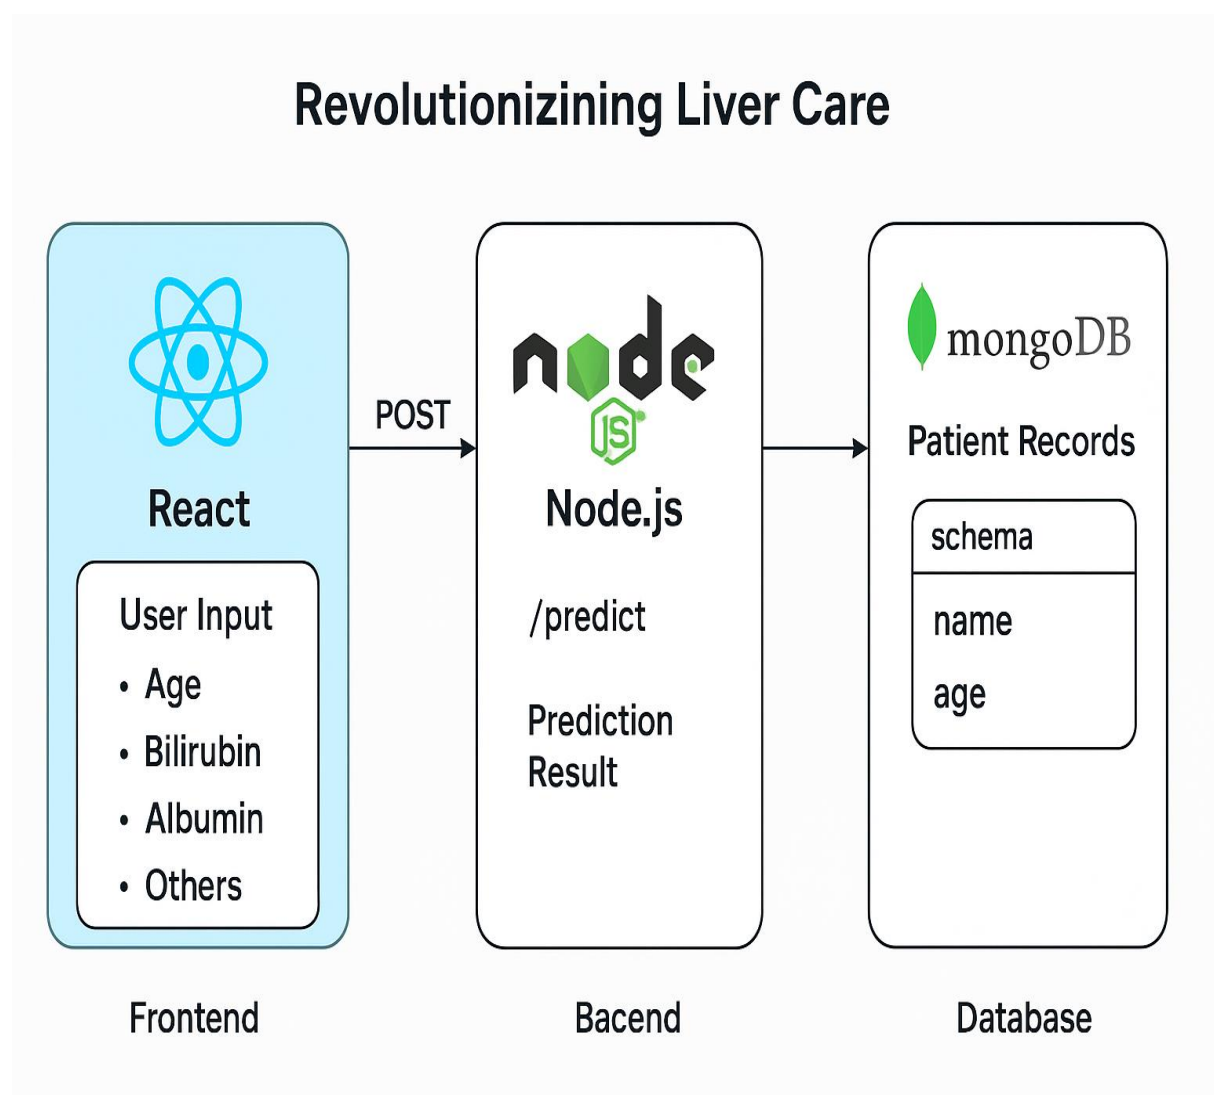 Revolutionizining Liver Care
React
User Input
• Age
• Bilirubin
• Albumin
• Others
Frontend
POST
node
JS
Node.js
/predict
Prediction
Result
Bacend
mongoDB
Patient Records
schema
name
age
Database